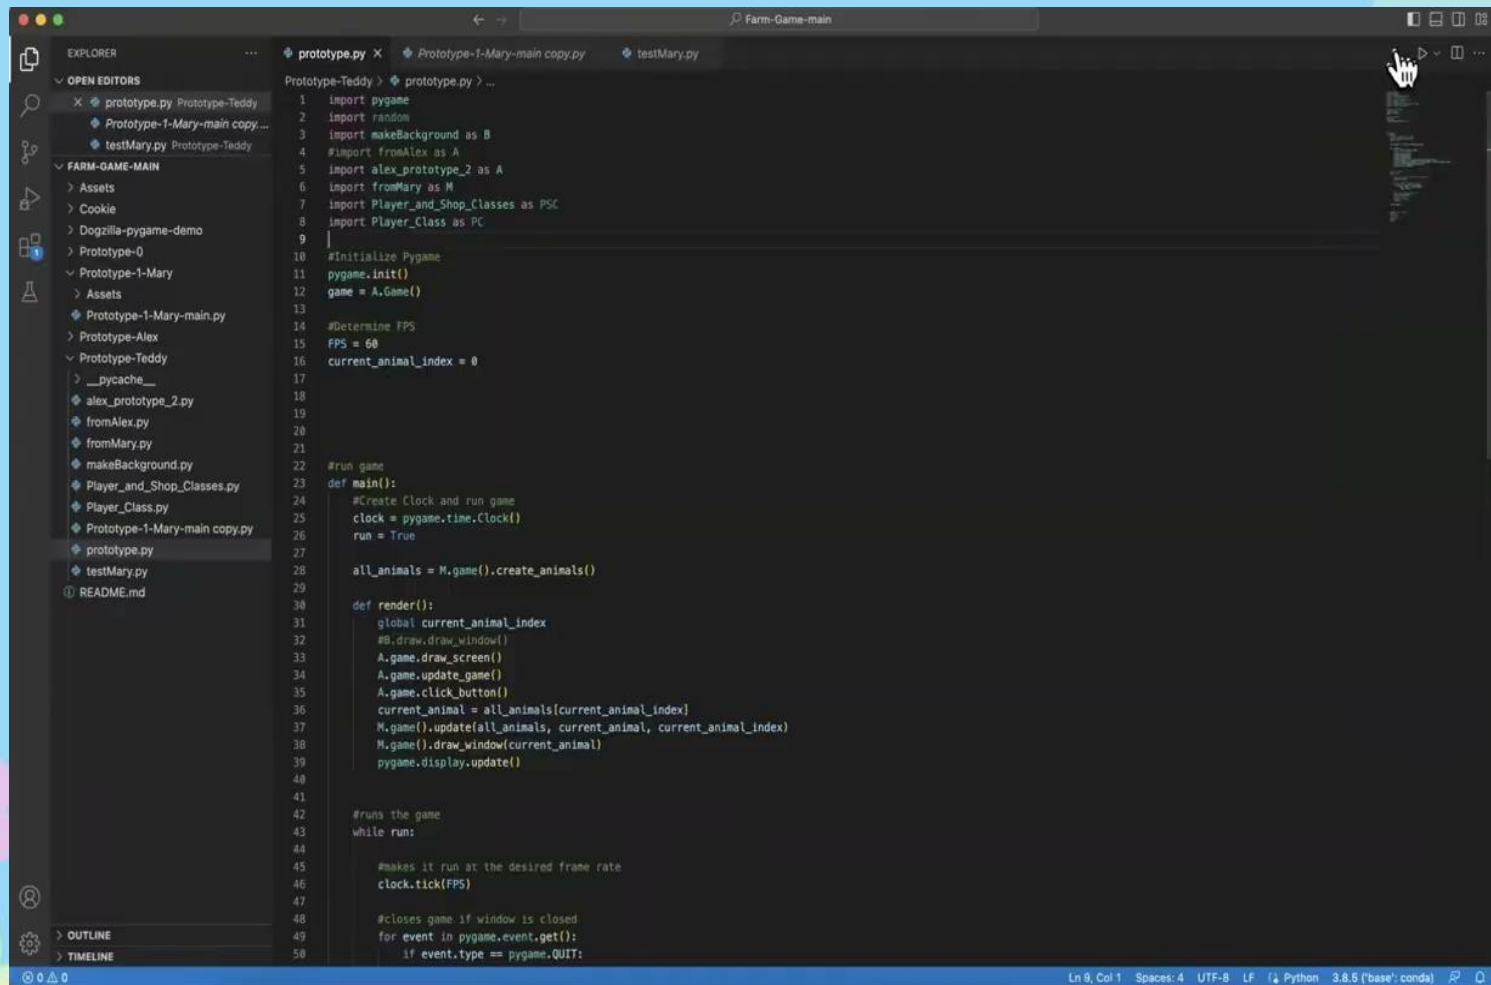 Farm-Game-main
EXPLORER
OPEN EDITORS
prototype.py Prototype-Teddy
Prototype-1-Mary-main copy....
testMary.py Prototype-Teddy
FARM-GAME-MAIN
Assets
Cookie
Dogzilla-pygame-demo
Prototype-0
Prototype-1-Mary
Assets
Prototype-1-Mary-main.py
Prototype-Alex
Prototype-Teddy
__pycache__
alex_prototype_2.py
fromAlex.py
fromMary.py
makeBackground.py
Player_and_Shop_Classes.py
Player_Class.py
Prototype-1-Mary-main copy.py
prototype.py
testMary.py
README.md
OUTLINE
TIMELINE
prototype.py Prototype-1-Mary-main copy.py testMary.py
Prototype-Teddy > prototype.py > ...
1 import pygame
2 import random
3 import makeBackground as B
4 #import fromAlex as A
5 import alex_prototype_2 as A
6 import fromMary as M
7 import Player_and_Shop_Classes as PSC
8 import Player_Class as PC
9
10 #Initialize Pygame
11 pygame.init()
12 game = A.Game()
13
14 #Determine FPS
15 FPS = 60
16 current_animal_index = 0
17
18
19
20
21
22 #run game
23 def main():
24 #Create Clock and run game
25 clock = pygame.time.Clock()
26 run = True
27
28 all_animals = M.game().create_animals()
29
30 def render():
31 global current_animal_index
32 #B.draw.draw_window()
33 A.game.draw_screen()
34 A.game.update_game()
35 A.game.click_button()
36 current_animal = all_animals[current_animal_index]
37 M.game().update(all_animals, current_animal, current_animal_index)
38 M.game().draw_window(current_animal)
39 pygame.display.update()
40
41
42 #runs the game
43 while run:
44
45 #makes it run at the desired frame rate
46 clock.tick(FPS)
47
48 #closes game if window is closed
49 for event in pygame.event.get():
50 if event.type == pygame.QUIT:
0 0 Ln 9, Col 1 Spaces: 4 UTF-8 LF Python 3.8.5 ('base': conda)